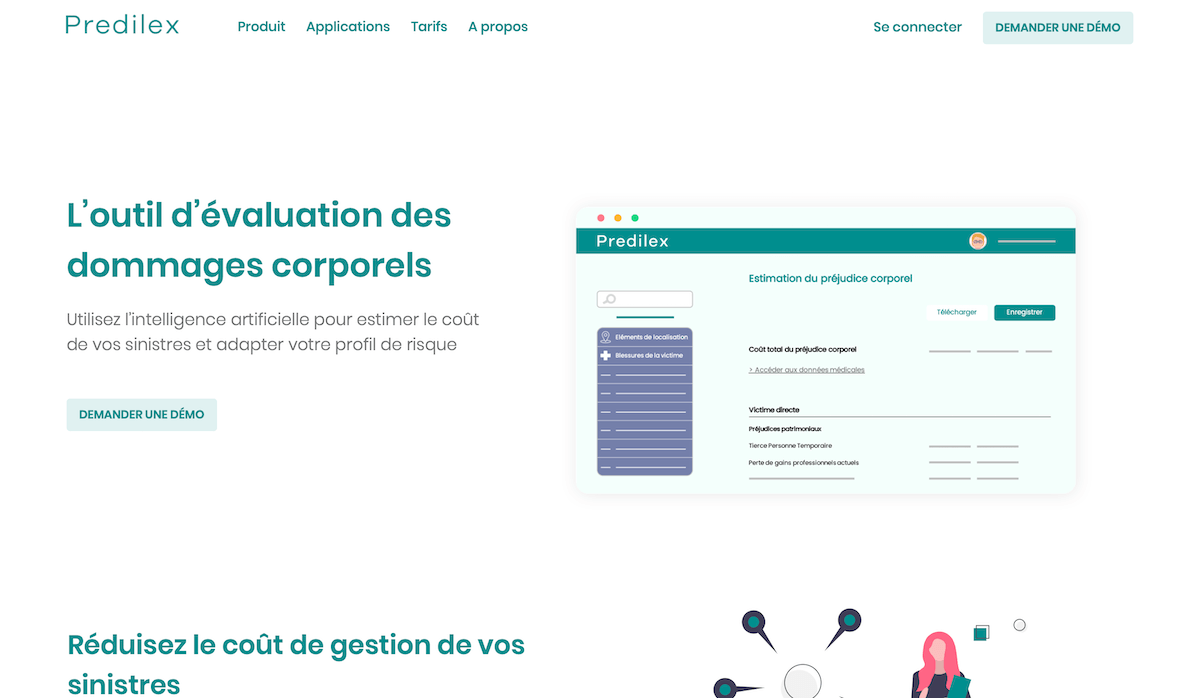 Predilex
Produit
Applications
Tarifs
A propos
Se connecter
DEMANDER UNE DÉMO
L’outil d’évaluation des
dommages corporels
Utilisez l’intelligence artificielle pour estimer le coût
de vos sinistres et adapter votre profil de risque
DEMANDER UNE DÉMO
Predilex
Estimation du préjudice corporel
Télécharger
Enregistrer
Eléments de localisation
Blessures de la victime
Coût total du préjudice corporel
> Accéder aux données médicales
Victime directe
Préjudices patrimoniaux
Tierce Personne Temporaire
Perte de gains professionnels actuels
Réduisez le coût de gestion de vos
sinistres